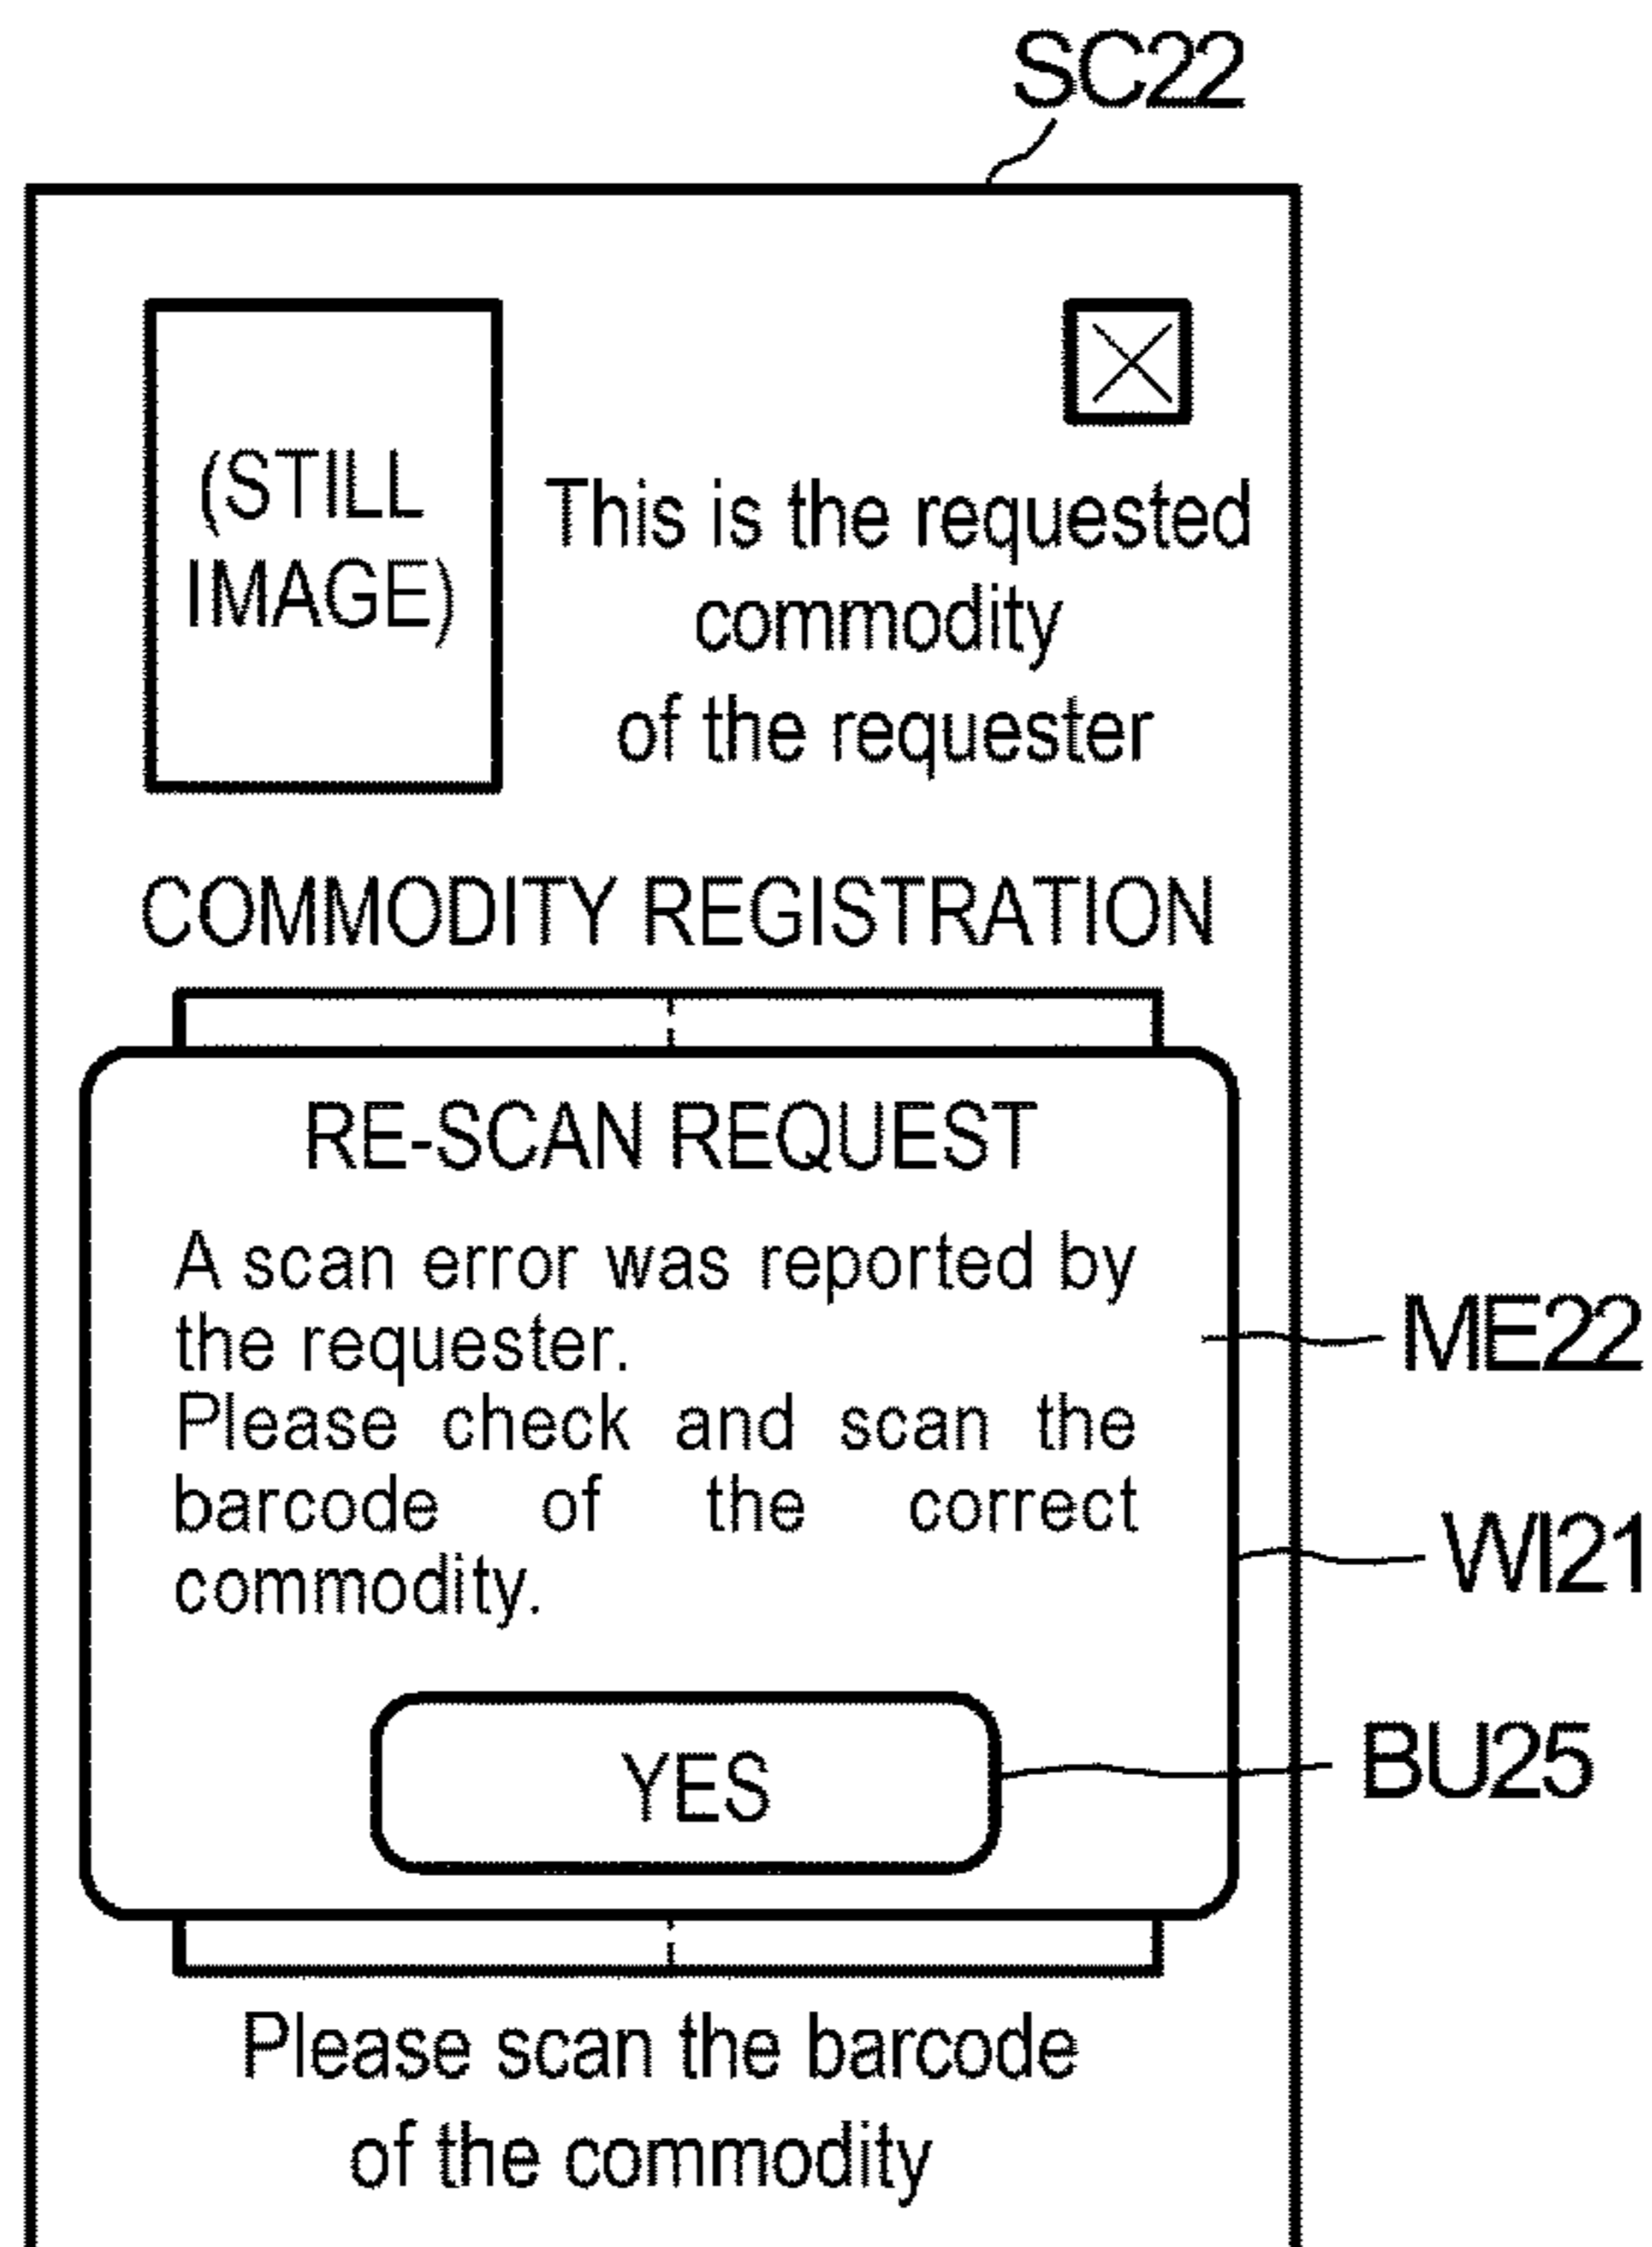 SC22
(STILL
IMAGE)
This is the requested
commodity
of the requester
COMMODITY REGISTRATION
RE-SCAN REQUEST
A scan error was reported by
the requester.
Please check and scan the
barcode of the correct
commodity.
ME22
WI21
YES
BU25
Please scan the barcode
of the commodity